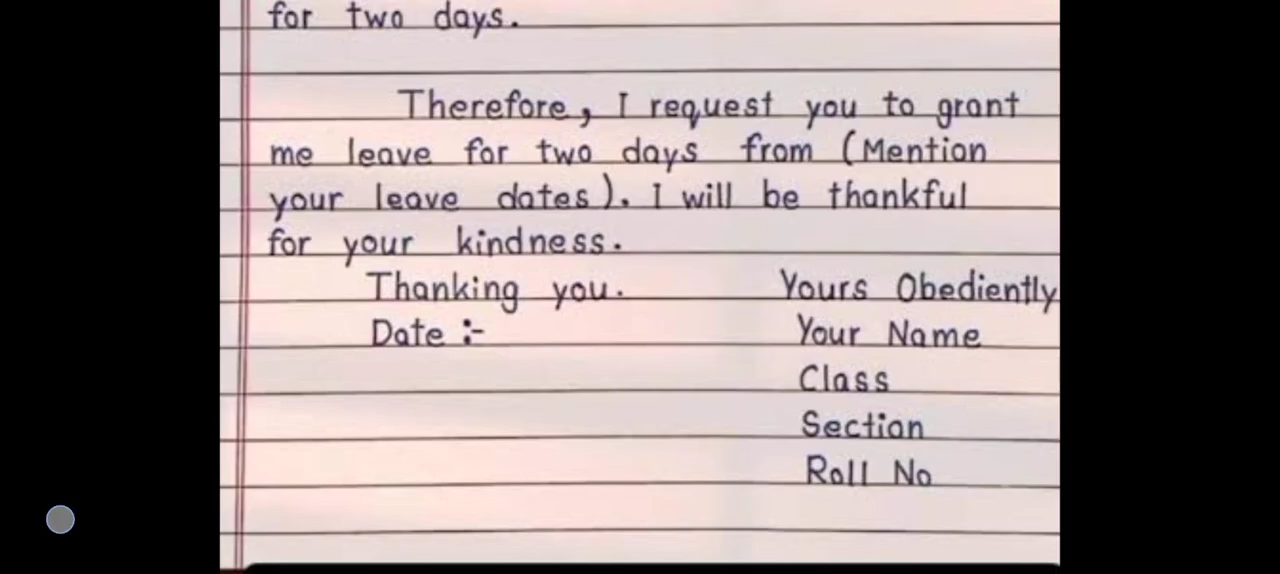 for two days.
Therefore, I request you to grant
me leave for two days from (Mention
your leave dates). I will be thankful
for your kindness.
Thanking you. Yours Obediently
Date :- Your Name
Class
Section
Roll No